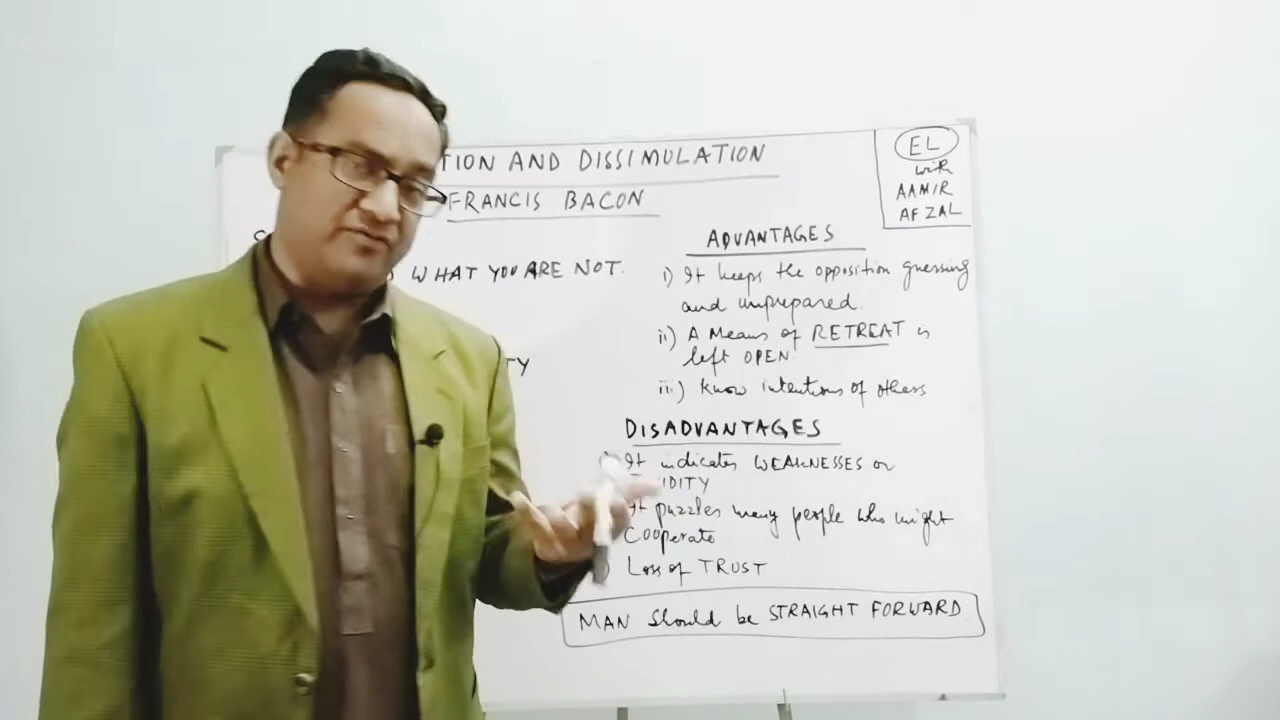 TION AND DISSIMULATION
FRANCIS BACON
S
WHAT YOU ARE NOT.
TY
EL
with
AAMIR
AFZAL
ADVANTAGES
i) It keeps the opposition guessing
and unprepared.
ii) A Means of RETREAT is
left OPEN
iii) Know intentions of others
DISADVANTAGES
It indicates WEAKNESSES or
IDITY
It puzzles many people who might
Cooperate
Loss of TRUST
MAN Should be STRAIGHT FORWARD